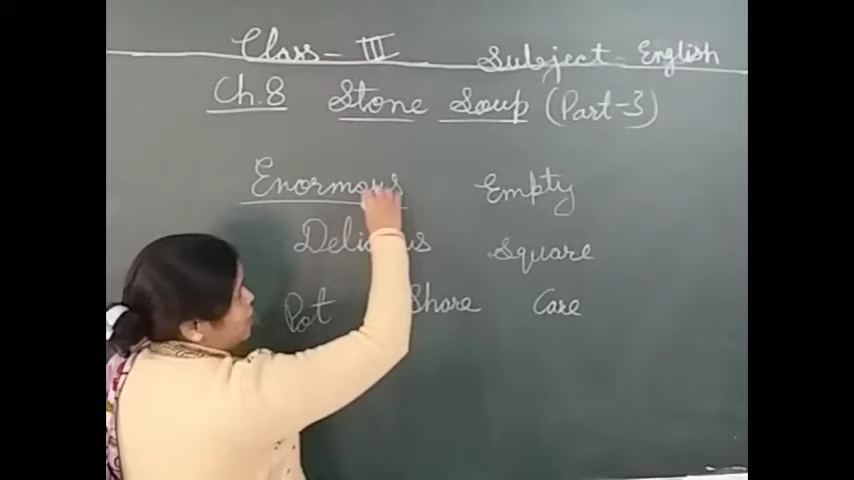 Class - III Subject - English
Ch.8 Stone Soup (Part-3)
Enormous Empty
Delicious Square
Pot Share Care